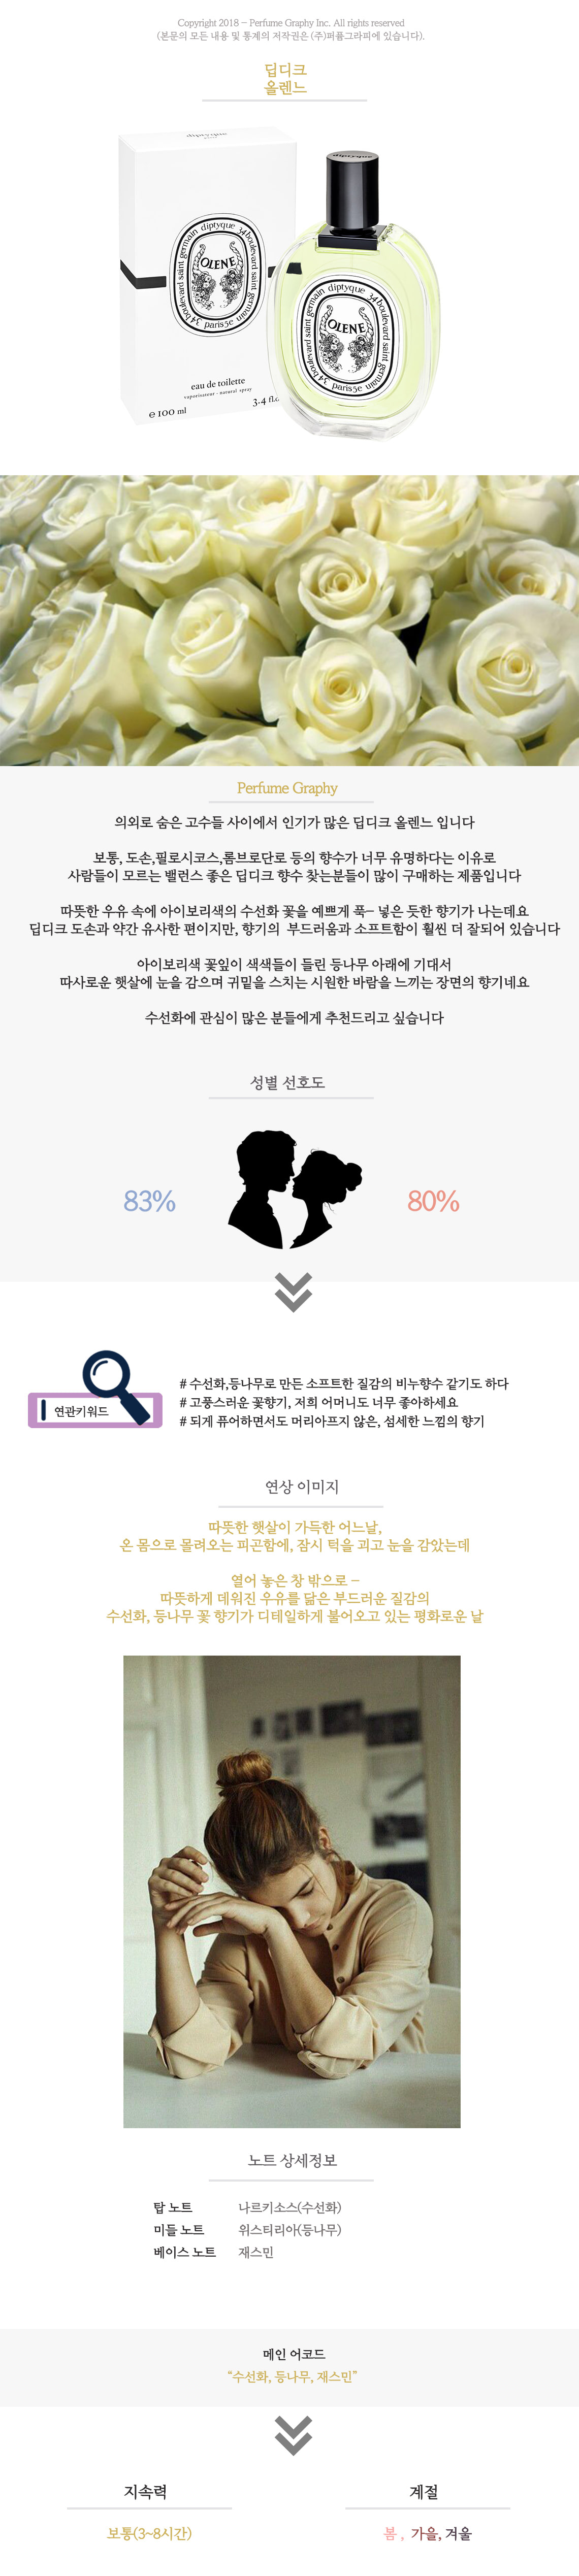 Copyright 2018 - Perfume Graphy Inc. All rights reserved
(본문의 모든 내용 및 통계의 저작권은 (주)퍼퓸그라피에 있습니다).
딥디크
올렌느
diptyque
OLENE
diptyque 34 boulevard saint germain paris 5e
eau de toilette
vaporisateur - natural spray
e 100 ml
3.4 fl.
diptyque
OLENE
diptyque 34 boulevard saint germain paris 5e
Perfume Graphy
의외로 숨은 고수들 사이에서 인기가 많은 딥디크 올렌느 입니다
보통, 도손,필로시코스,롬브로단로 등의 향수가 너무 유명하다는 이유로
사람들이 모르는 밸런스 좋은 딥디크 향수 찾는분들이 많이 구매하는 제품입니다
따뜻한 우유 속에 아이보리색의 수선화 꽃을 예쁘게 푹- 넣은 듯한 향기가 나는데요
딥디크 도손과 약간 유사한 편이지만, 향기의 부드러움과 소프트함이 훨씬 더 잘되어 있습니다
아이보리색 꽃잎이 색색들이 들린 등나무 아래에 기대서
따사로운 햇살에 눈을 감으며 귀밑을 스치는 시원한 바람을 느끼는 장면의 향기네요
수선화에 관심이 많은 분들에게 추천드리고 싶습니다
성별 선호도
83%
80%
연관키워드
# 수선화,등나무로 만든 소프트한 질감의 비누향수 같기도 하다
# 고풍스러운 꽃향기, 저희 어머니도 너무 좋아하세요
# 되게 퓨어하면서도 머리아프지 않은, 섬세한 느낌의 향기
연상 이미지
따뜻한 햇살이 가득한 어느날,
온 몸으로 몰려오는 피곤함에, 잠시 턱을 괴고 눈을 감았는데
열어 놓은 창 밖으로 -
따뜻하게 데워진 우유를 닮은 부드러운 질감의
수선화, 등나무 꽃 향기가 디테일하게 불어오고 있는 평화로운 날
노트 상세정보
탑 노트 나르키소스(수선화)
미들 노트 위스티리아(등나무)
베이스 노트 재스민
메인 어코드
“수선화, 등나무, 재스민”
지속력
계절
보통(3~8시간)
봄 , 가을, 겨울